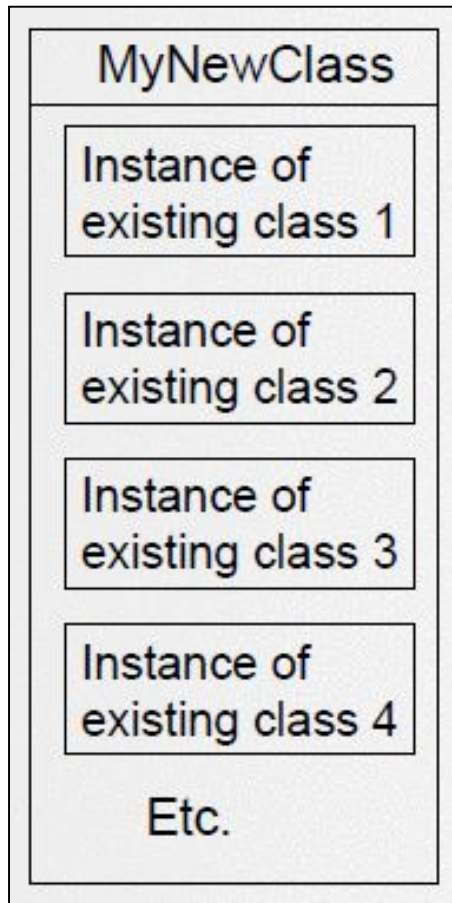 MyNewClass
Instance of
existing class 1
Instance of
existing class 2
Instance of
existing class 3
Instance of
existing class 4
Etc.